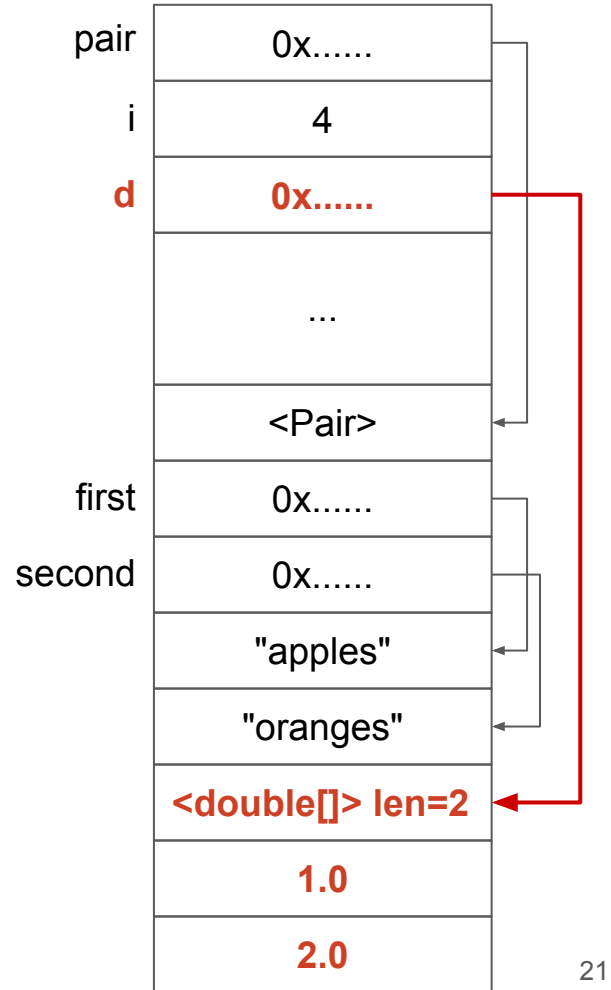 pair 0x......
i 4
d 0x......
...
<Pair>
first 0x......
second 0x......
"apples"
"oranges"
<double[]> len=2
1.0
2.0
21